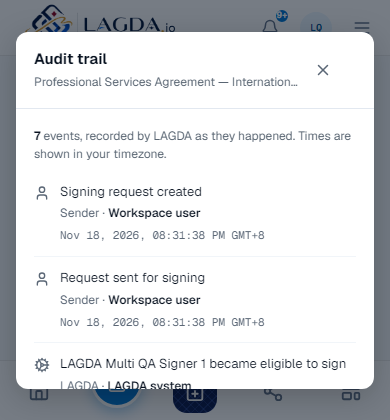 LAGDA.io
9+
LQ
Audit trail
Professional Services Agreement — Internation...
7 events, recorded by LAGDA as they happened. Times are
shown in your timezone.
Signing request created
Sender · Workspace user
Nov 18, 2026, 08:31:38 PM GMT+8
Request sent for signing
Sender · Workspace user
Nov 18, 2026, 08:31:38 PM GMT+8
LAGDA Multi QA Signer 1 became eligible to sign
LAGDA · LAGDA system